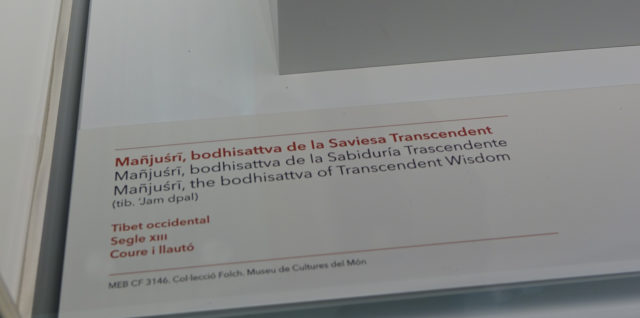 Mañjuśrī, bodhisattva de la Saviesa Transcendent
Mañjuśrī, bodhisattva de la Sabiduría Trascendente
Mañjuśrī, the bodhisattva of Transcendent Wisdom
(tib. 'Jam dpal)
Tibet occidental
Segle XIII
Coure i llautó
MEB CF 3146. Col·lecció Folch. Museu de Cultures del Món